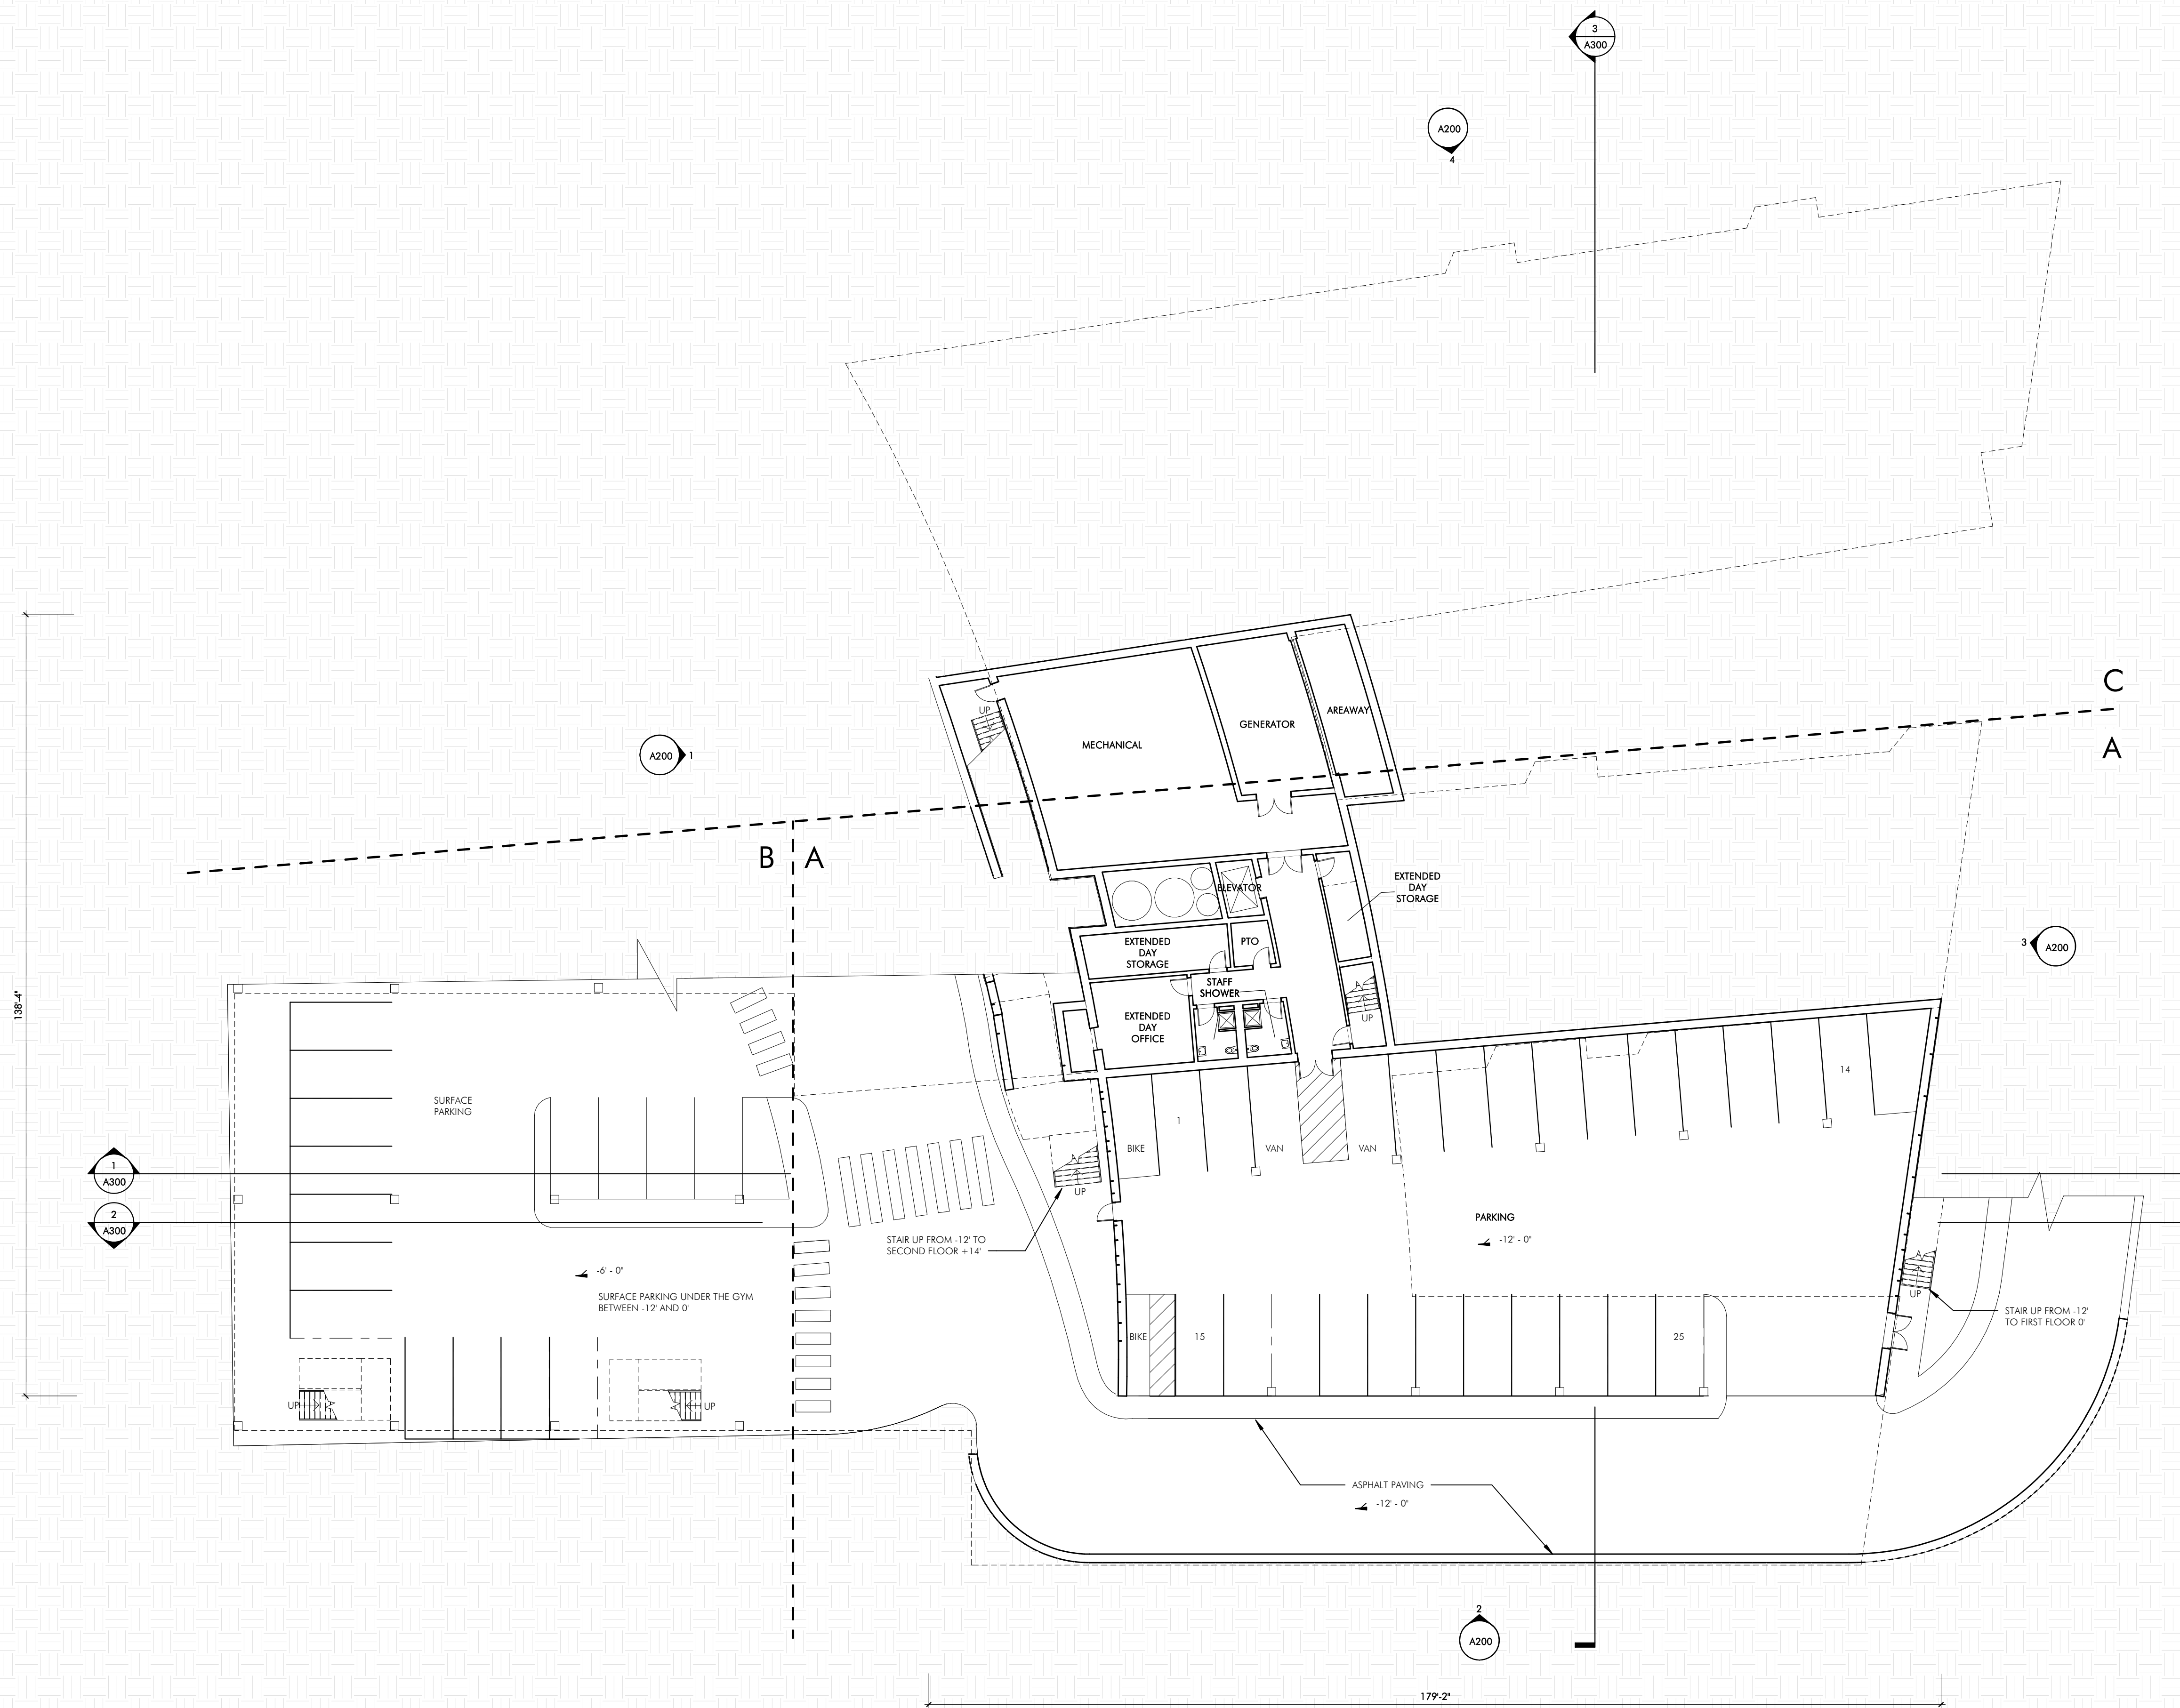 3
A300
A200
4
C
A
UP
MECHANICAL
GENERATOR
AREAWAY
A200
1
B
A
138'-4"
ELEVATOR
EXTENDED
DAY
STORAGE
EXTENDED
DAY
STORAGE
PTO
3
A200
STAFF
SHOWER
EXTENDED
DAY
OFFICE
UP
SURFACE
PARKING
14
1
BIKE
VAN
VAN
1
A300
2
A300
UP
STAIR UP FROM -12' TO
SECOND FLOOR +14'
PARKING
-12' - 0"
-6' - 0"
SURFACE PARKING UNDER THE GYM
BETWEEN -12' AND 0'
UP
STAIR UP FROM -12'
TO FIRST FLOOR 0'
BIKE
15
25
UP
UP
ASPHALT PAVING
-12' - 0"
2
A200
179'-2"